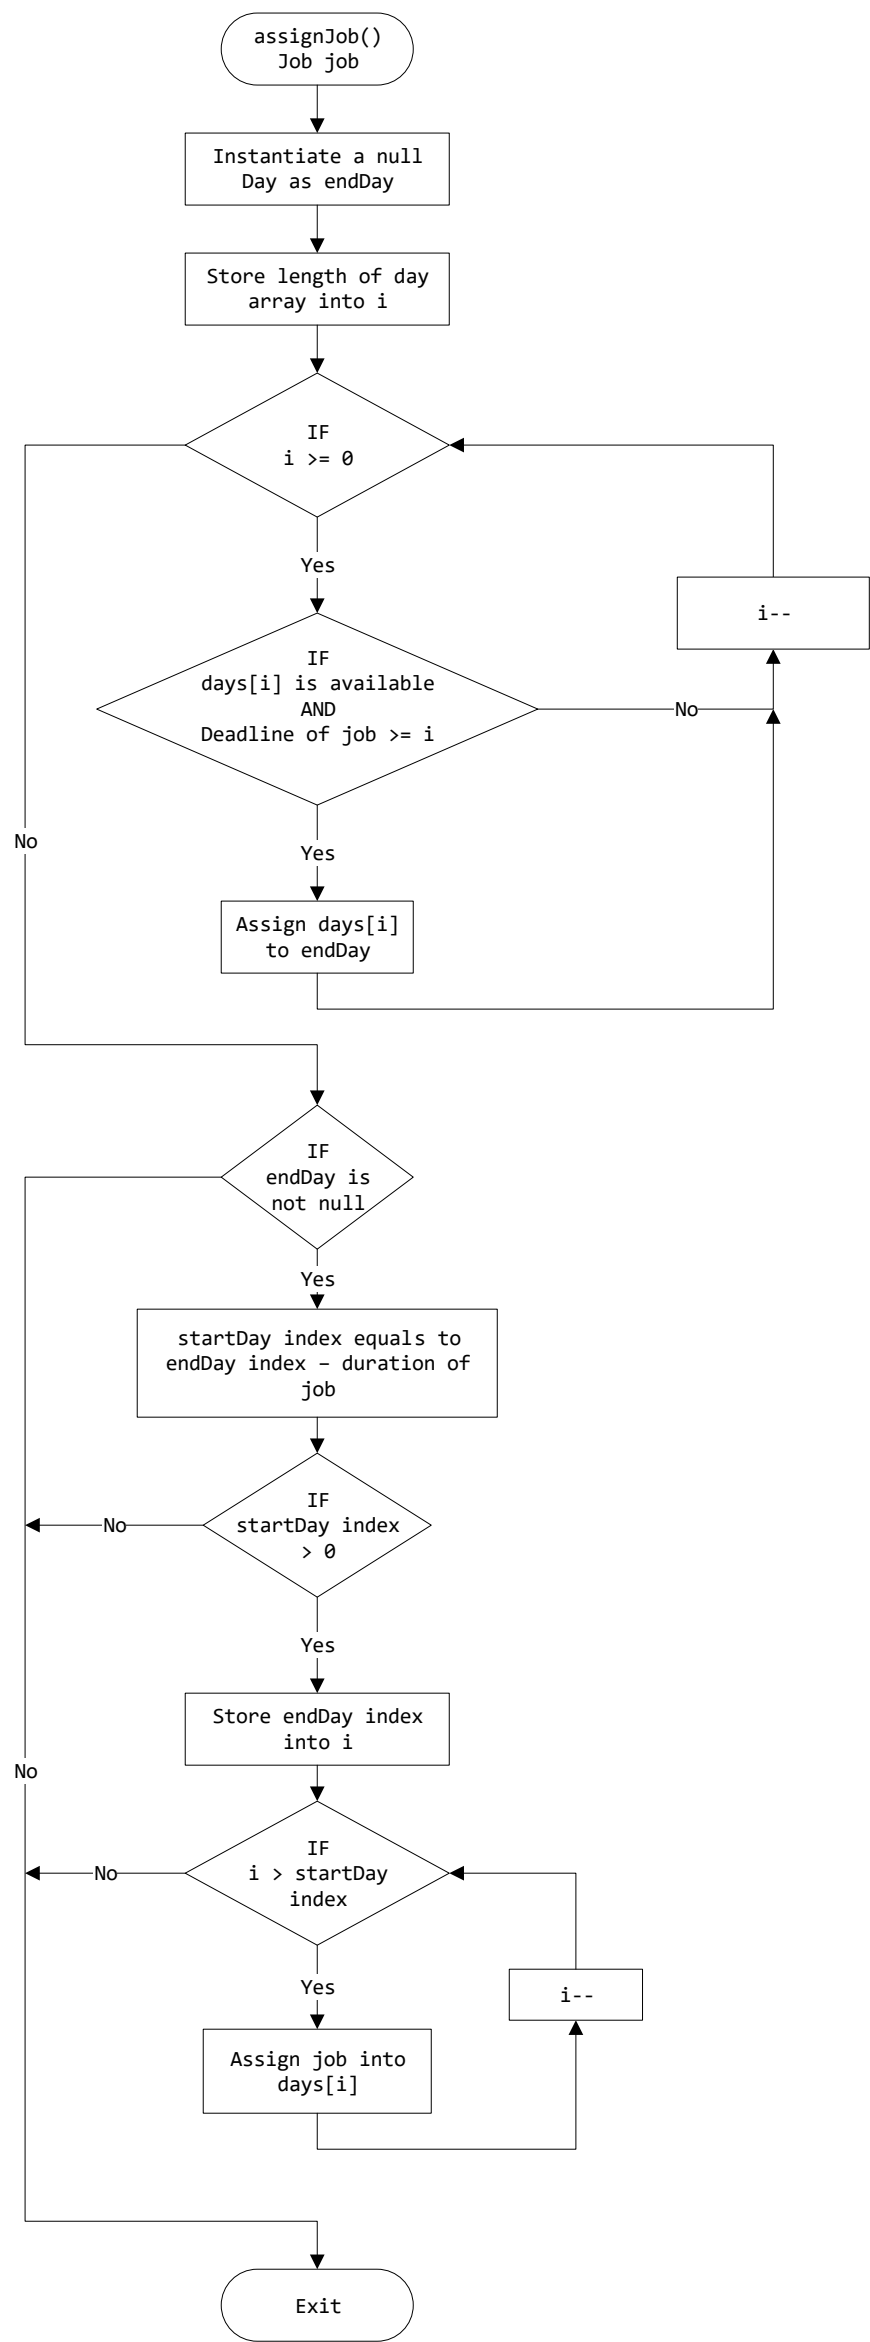 assignJob()
Job job
Instantiate a null
Day as endDay
Store length of day
array into i
IF
i >= 0
Yes
i--
IF
days[i] is available
AND
Deadline of job >= i
No
No
Yes
Assign days[i]
to endDay
IF
endDay is
not null
Yes
startDay index equals to
endDay index – duration of
job
IF
startDay index
> 0
No
Yes
Store endDay index
into i
No
IF
i > startDay
index
No
Yes
i--
Assign job into
days[i]
Exit